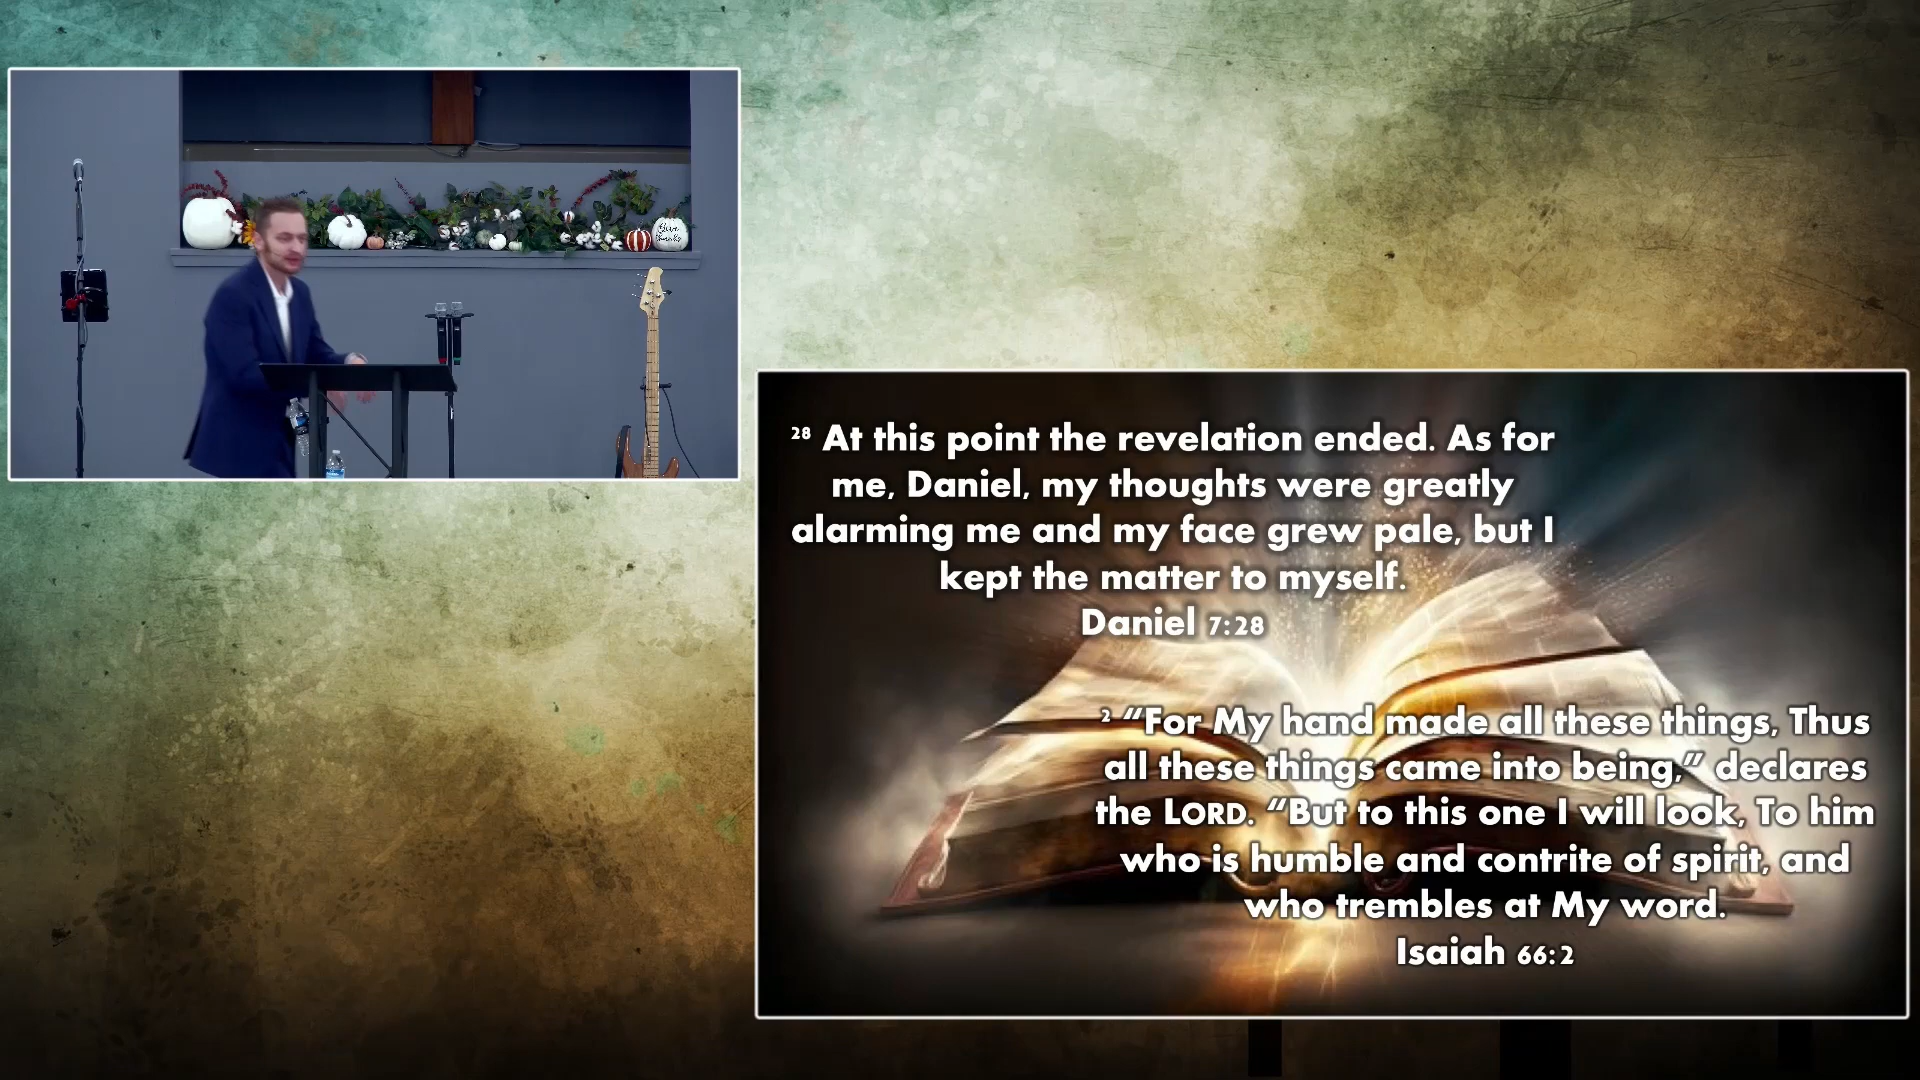 Give
thanks
28 At this point the revelation ended. As for
me, Daniel, my thoughts were greatly
alarming me and my face grew pale, but I
kept the matter to myself.
Daniel 7:28
2 “For My hand made all these things, Thus
all these things came into being,” declares
the LORD. “But to this one I will look, To him
who is humble and contrite of spirit, and
who trembles at My word.
Isaiah 66:2